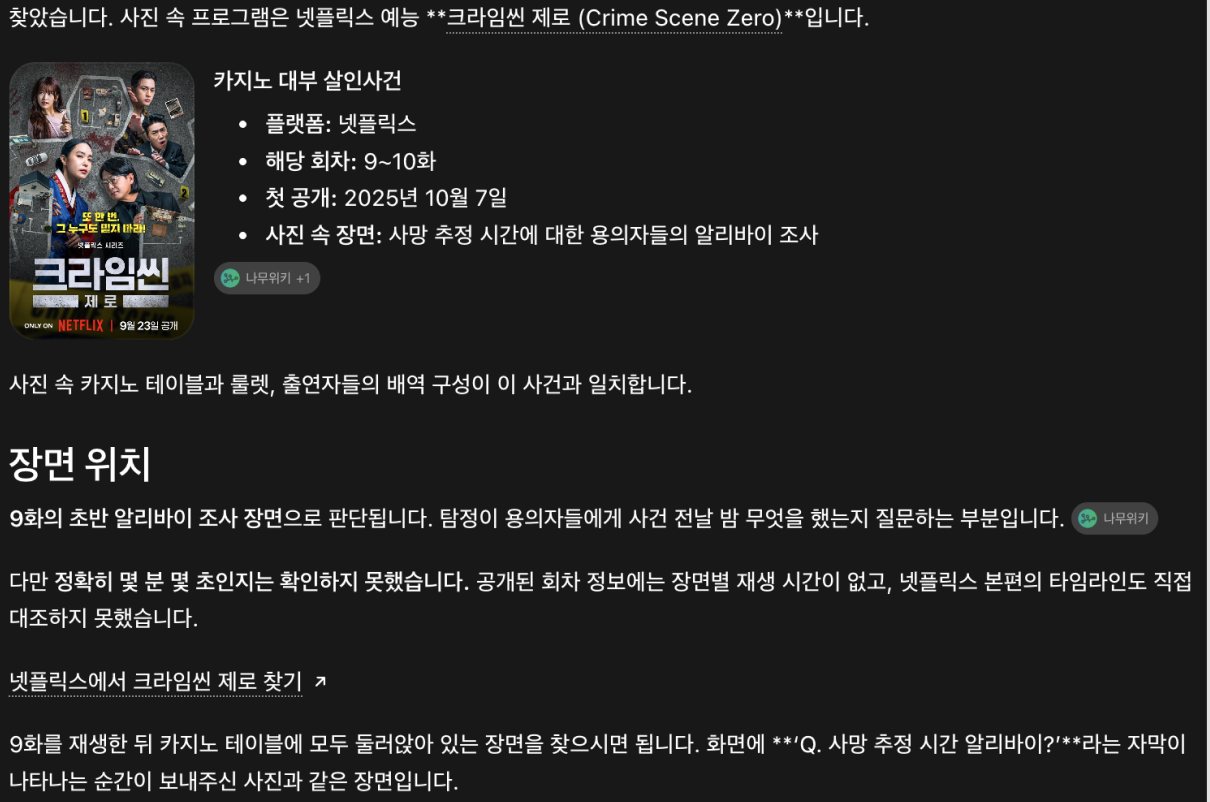 찾았습니다. 사진 속 프로그램은 넷플릭스 예능 **크라임씬 제로 (Crime Scene Zero)**입니다.
또 한 번,
그 누구도 믿지 마라!
넷플릭스 시리즈
크라임씬
제로
ONLY ON NETFLIX | 9월 23일 공개
카지노 대부 살인사건
• 플랫폼: 넷플릭스
• 해당 회차: 9~10화
• 첫 공개: 2025년 10월 7일
• 사진 속 장면: 사망 추정 시간에 대한 용의자들의 알리바이 조사
나무위키 +1
사진 속 카지노 테이블과 룰렛, 출연자들의 배역 구성이 이 사건과 일치합니다.
장면 위치
9화의 초반 알리바이 조사 장면으로 판단됩니다. 탐정이 용의자들에게 사건 전날 밤 무엇을 했는지 질문하는 부분입니다. 나무위키
다만 정확히 몇 분 몇 초인지는 확인하지 못했습니다. 공개된 회차 정보에는 장면별 재생 시간이 없고, 넷플릭스 본편의 타임라인도 직접
대조하지 못했습니다.
넷플릭스에서 크라임씬 제로 찾기 ↗
9화를 재생한 뒤 카지노 테이블에 모두 둘러앉아 있는 장면을 찾으시면 됩니다. 화면에 **‘Q. 사망 추정 시간 알리바이?’**라는 자막이
나타나는 순간이 보내주신 사진과 같은 장면입니다.